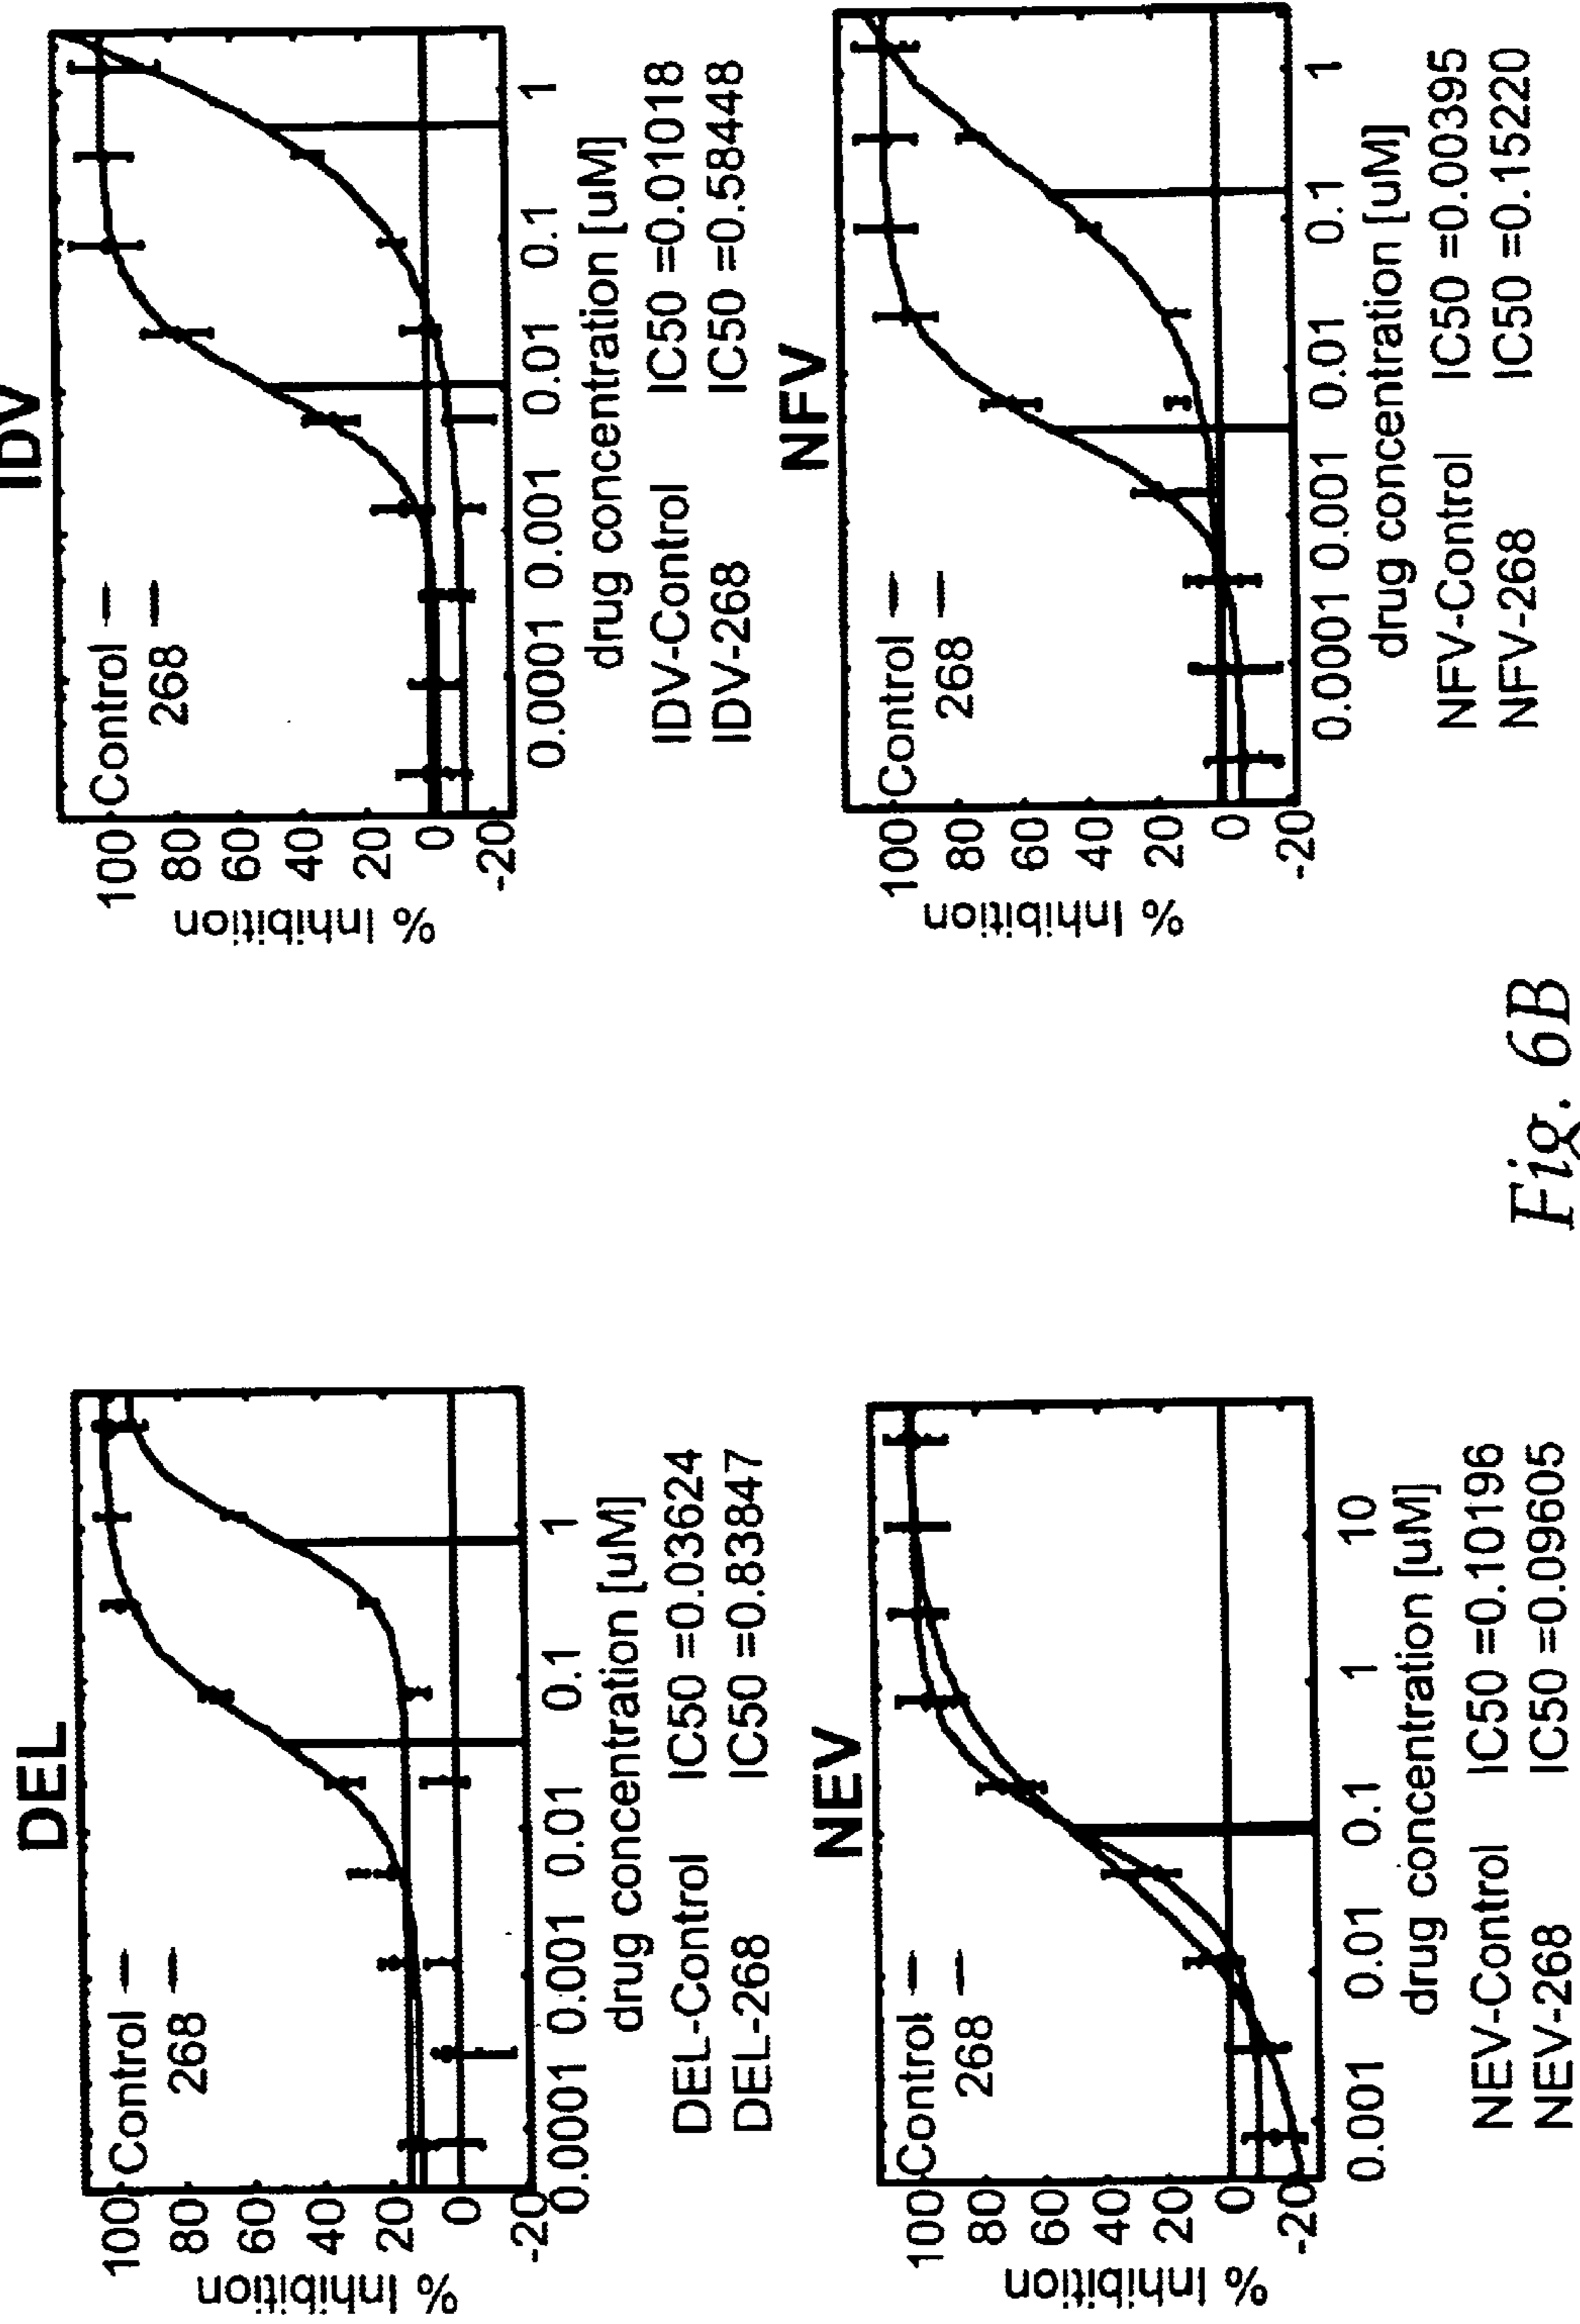 DEL
Control
268
% Inhibition
100
80
60
40
20
0
-20
0.0001 0.001 0.01 0.1 1
drug concentration [uM]
DEL-Control IC50 =0.03624
DEL-268 IC50 =0.83847
IDV
Control
268
% Inhibition
100
80
60
40
20
0
-20
0.0001 0.001 0.01 0.1 1
drug concentration [uM]
IDV-Control IC50 =0.01018
IDV-268 IC50 =0.58448
NEV
Control
268
% Inhibition
100
80
60
40
20
0
-20
0.001 0.01 0.1 1 10
drug concentration [uM]
NEV-Control IC50 =0.10196
NEV-268 IC50 =0.09605
NFV
Control
268
% Inhibition
100
80
60
40
20
0
-20
0.0001 0.001 0.01 0.1 1
drug concentration [uM]
NFV-Control IC50 =0.00395
NFV-268 IC50 =0.15220
Fig. 6B